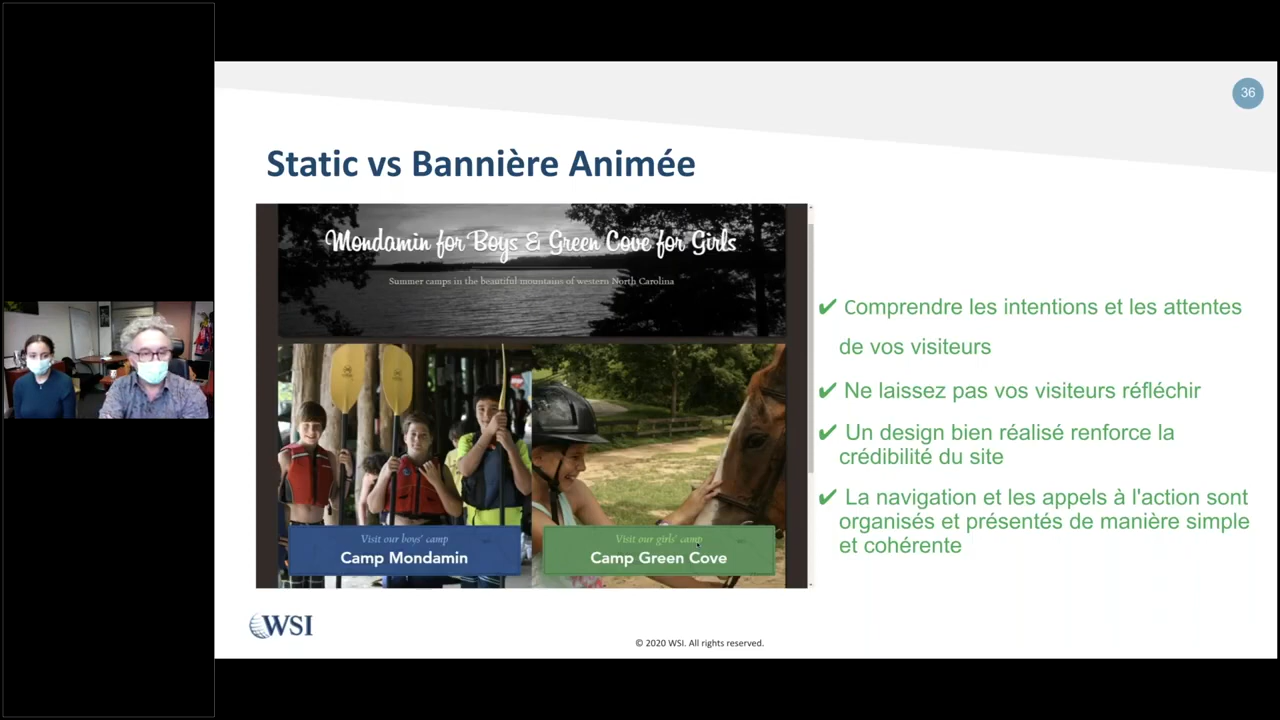 36
Static vs Bannière Animée
Mondamin for Boys & Green Cove for Girls
Summer camps in the beautiful mountains of western North Carolina
Visit our boys' camp
Camp Mondamin
Visit our girls' camp
Camp Green Cove
✔ Comprendre les intentions et les attentes
de vos visiteurs
✔ Ne laissez pas vos visiteurs réfléchir
✔ Un design bien réalisé renforce la
crédibilité du site
✔ La navigation et les appels à l'action sont
organisés et présentés de manière simple
et cohérente
WSI
© 2020 WSI. All rights reserved.